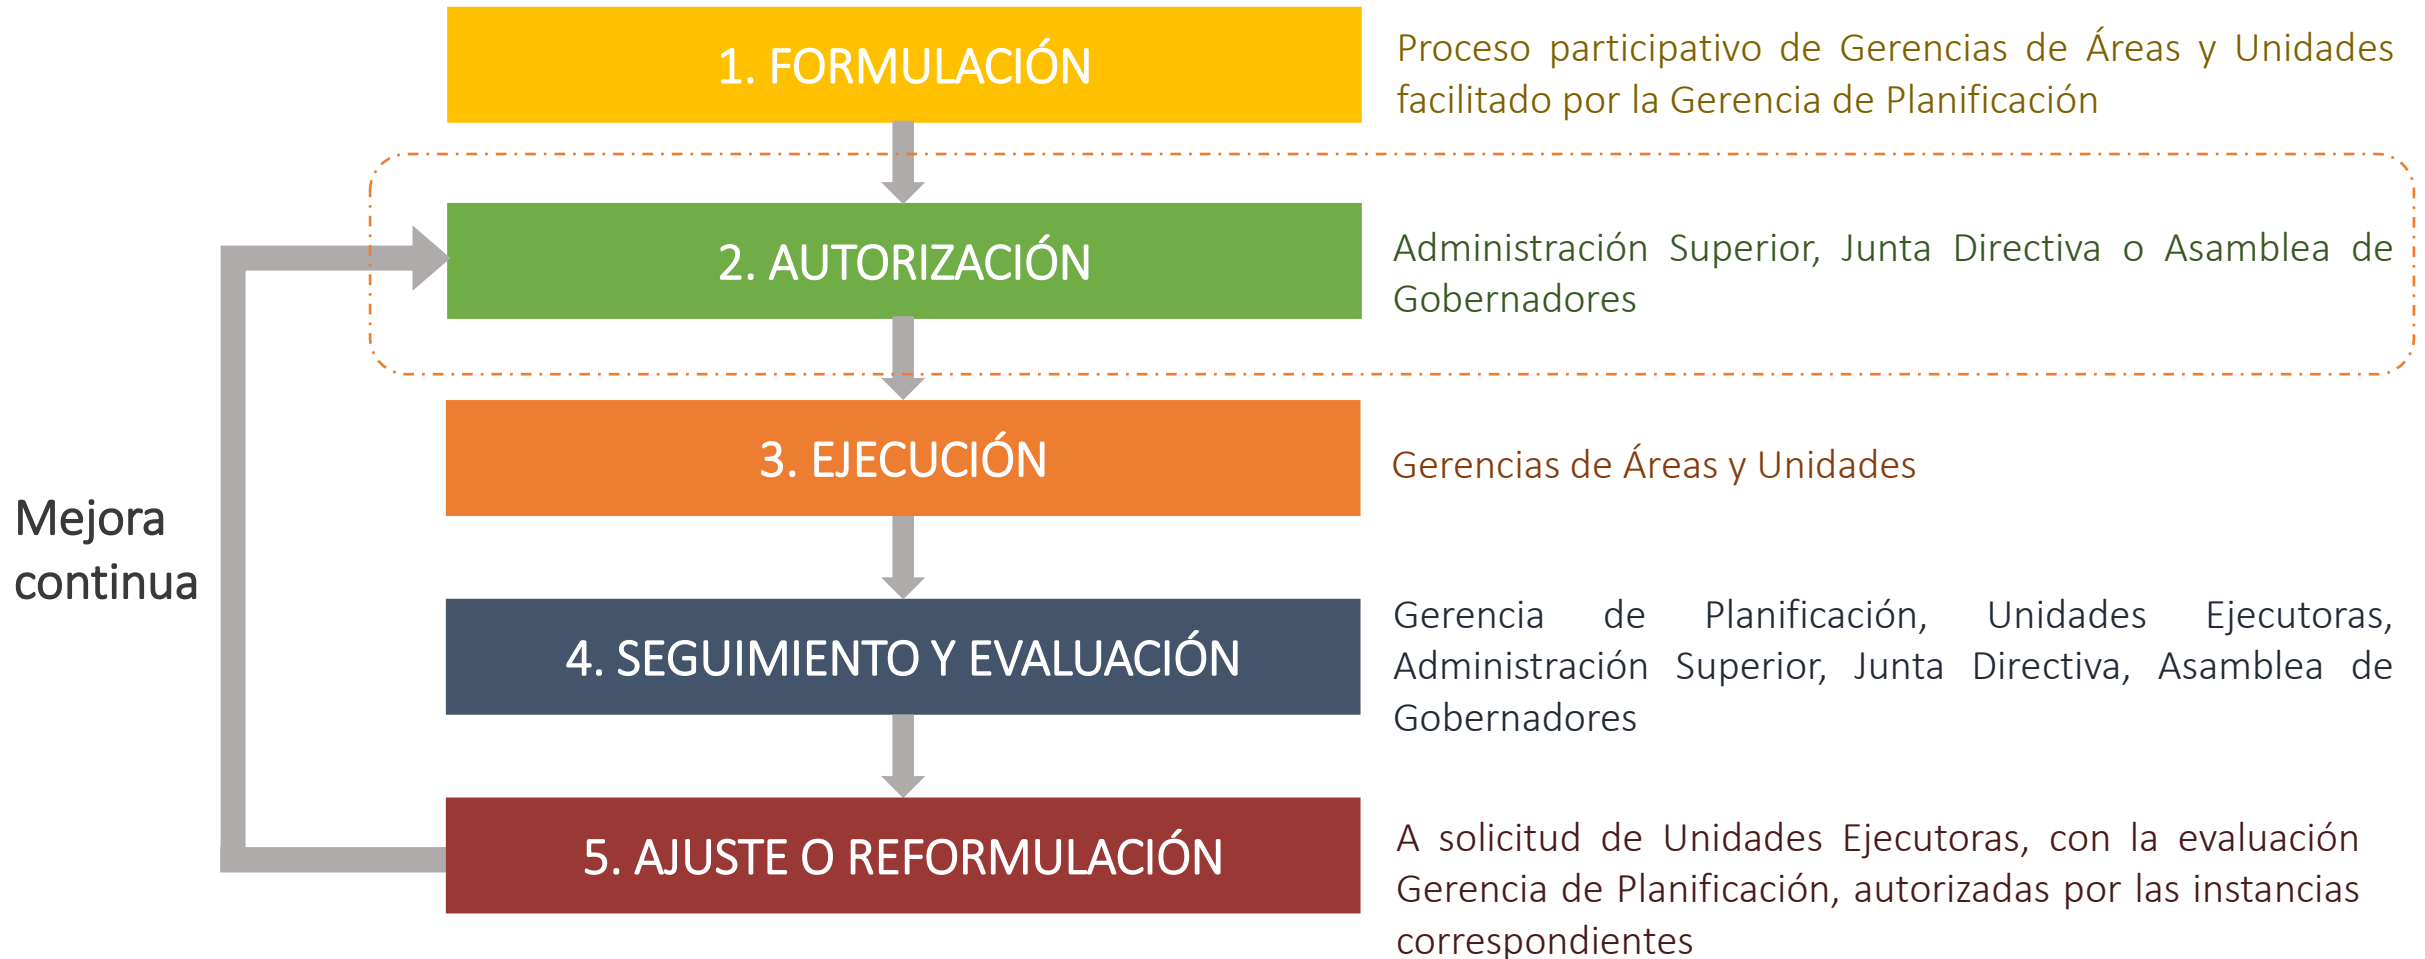 1. FORMULACIÓN
Proceso participativo de Gerencias de Áreas y Unidades
facilitado por la Gerencia de Planificación
2. AUTORIZACIÓN
Administración Superior, Junta Directiva o Asamblea de
Gobernadores
3. EJECUCIÓN
Gerencias de Áreas y Unidades
Mejora
continua
4. SEGUIMIENTO Y EVALUACIÓN
Gerencia de Planificación, Unidades Ejecutoras,
Administración Superior, Junta Directiva, Asamblea de
Gobernadores
5. AJUSTE O REFORMULACIÓN
A solicitud de Unidades Ejecutoras, con la evaluación
Gerencia de Planificación, autorizadas por las instancias
correspondientes